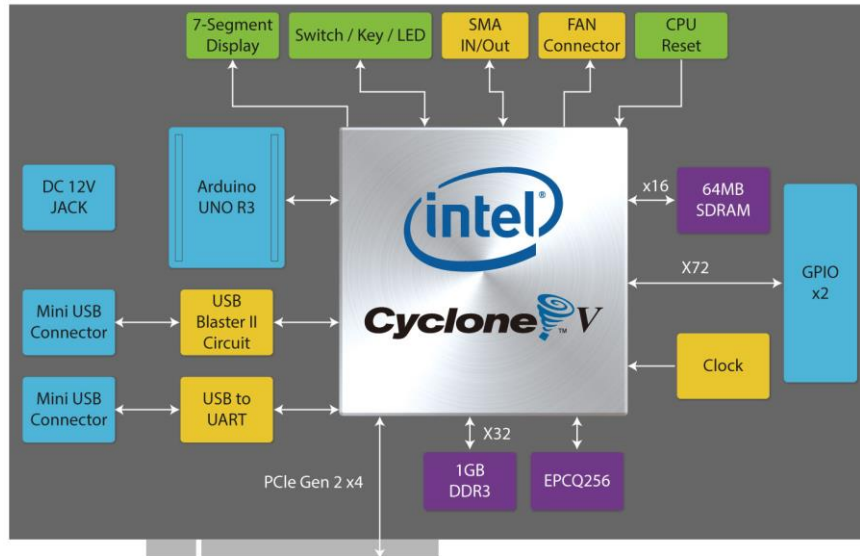 7-Segment
Display
Switch / Key / LED
SMA
IN/Out
FAN
Connector
CPU
Reset
DC 12V
JACK
Arduino
UNO R3
intel®
Cyclone™ V
x16
64MB
SDRAM
X72
GPIO
x2
Mini USB
Connector
USB
Blaster II
Circuit
Clock
Mini USB
Connector
USB to
UART
PCIe Gen 2 x4
X32
1GB
DDR3
EPCQ256